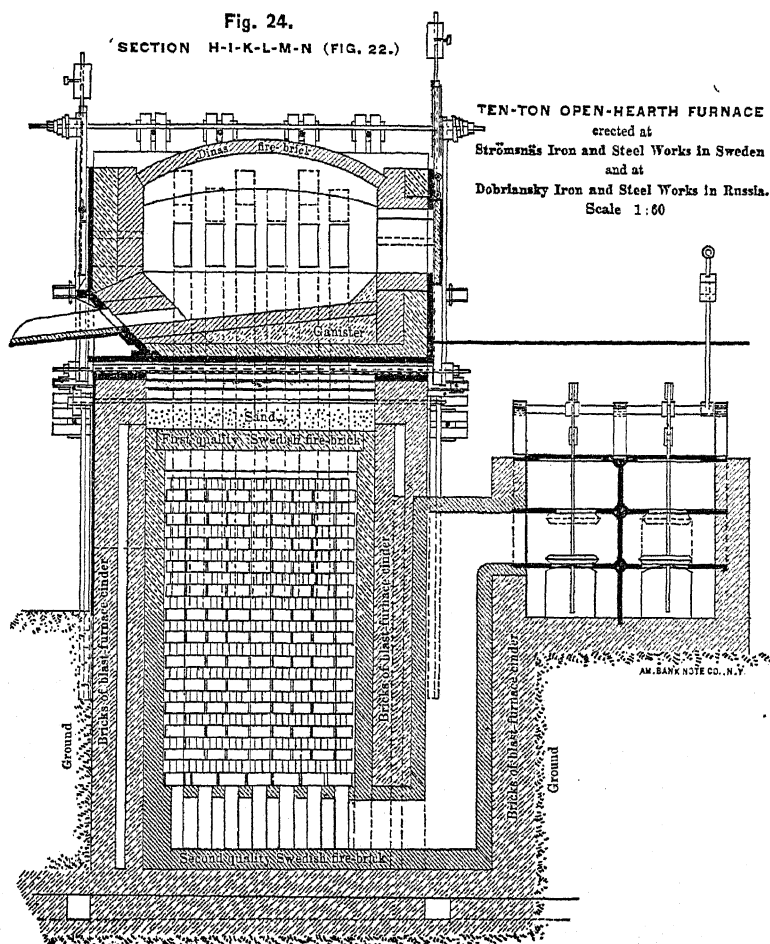 Fig. 24.
SECTION H-I-K-L-M-N (FIG. 22.)
TEN-TON OPEN-HEARTH FURNACE
erected at
Strömsnäs Iron and Steel Works in Sweden
and at
Dobriansky Iron and Steel Works in Russia.
Scale 1:60
Dinas fire-brick
Ganister
Sand
First quality Swedish fire-brick
Bricks of blast furnace cinder
Bricks of blast furnace cinder
Bricks of blast furnace cinder
AM.BANK NOTE CO., N.Y.
Ground
Ground
Second quality Swedish fire-brick